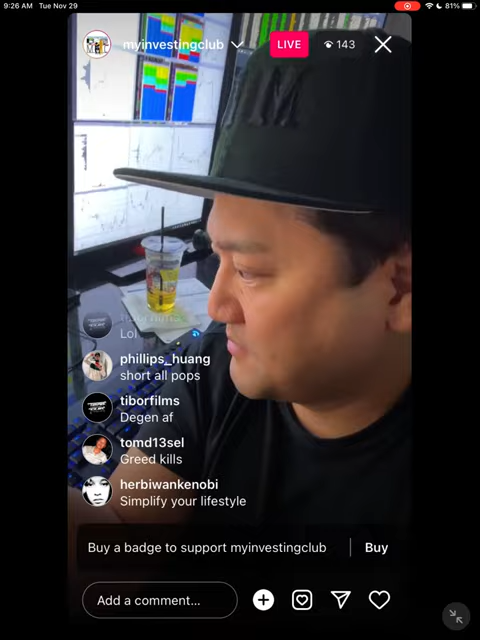 9:26 AM Tue Nov 29
81%
myinvestingclub
LIVE
143
Lol
phillips_huang
short all pops
tiborfilms
Degen af
tomd13sel
Greed kills
herbiwankenobi
Simplify your lifestyle
Buy a badge to support myinvestingclub
Buy
Add a comment...